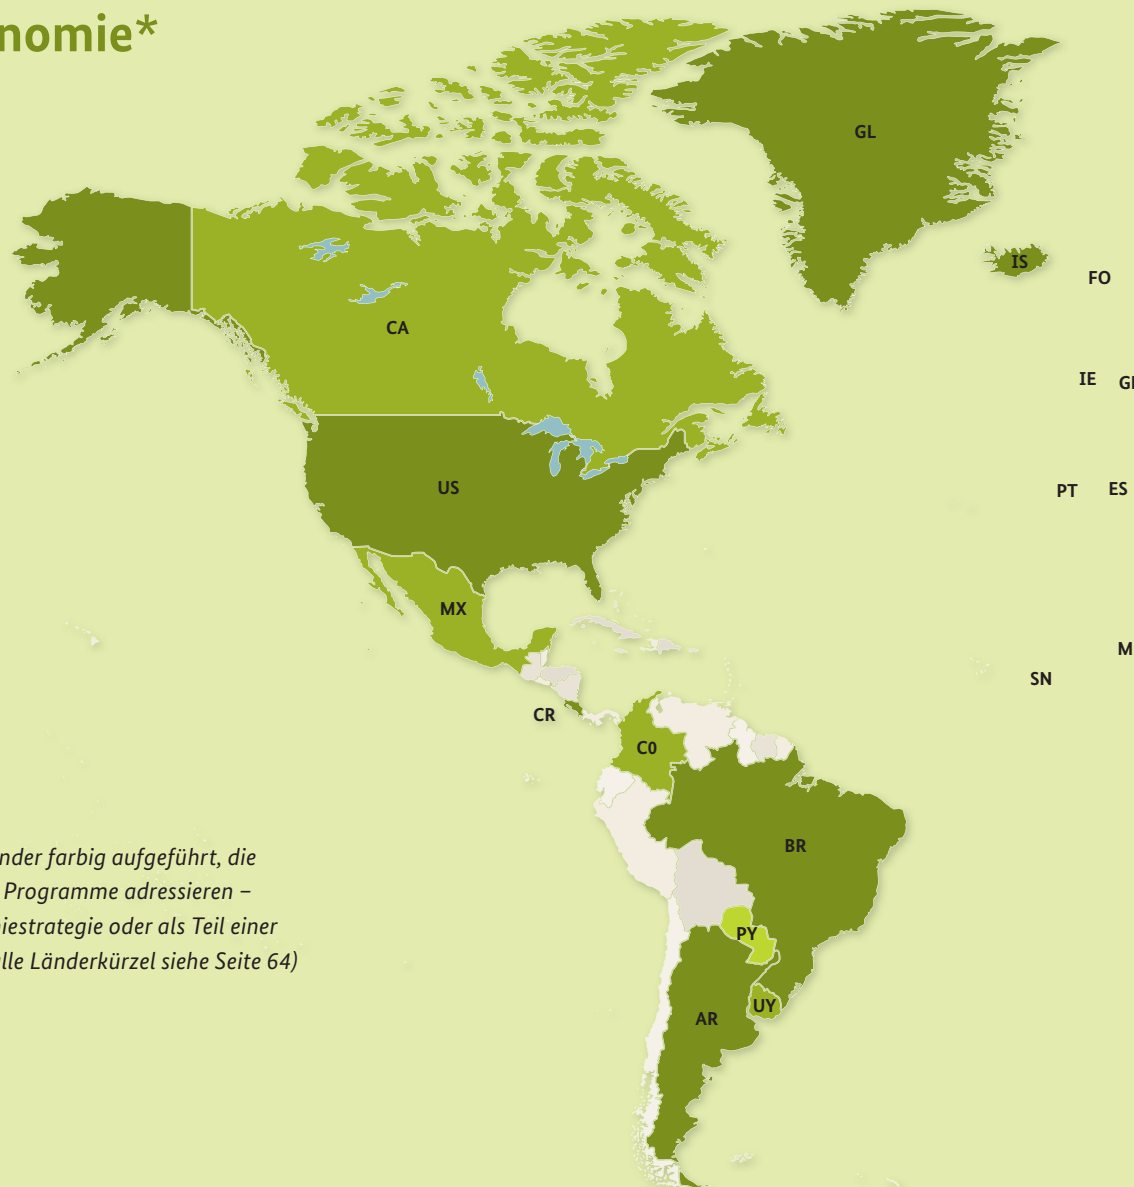 nomie*
GL
IS
FO
CA
IE
US
PT
ES
MX
M
SN
CR
C0
BR
nder farbig aufgeführt, die
Programme adressieren –
iestrategie oder als Teil einer
lle Länderkürzel siehe Seite 64)
PY
UY
AR